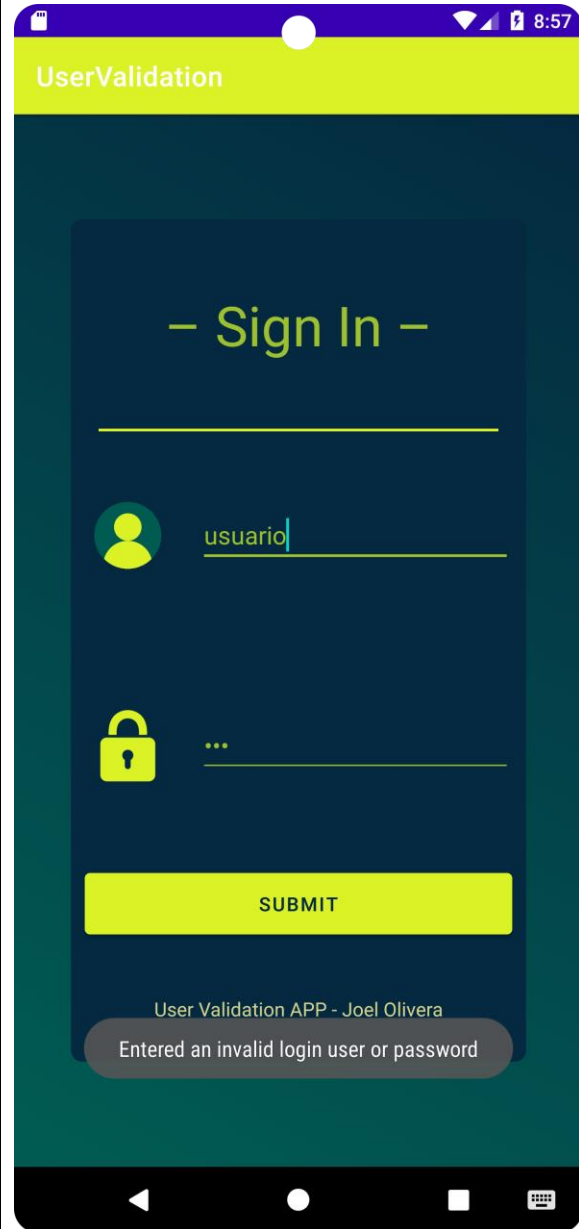 8:57
UserValidation
– Sign In –
usuario
•••
SUBMIT
User Validation APP - Joel Olivera
Entered an invalid login user or password